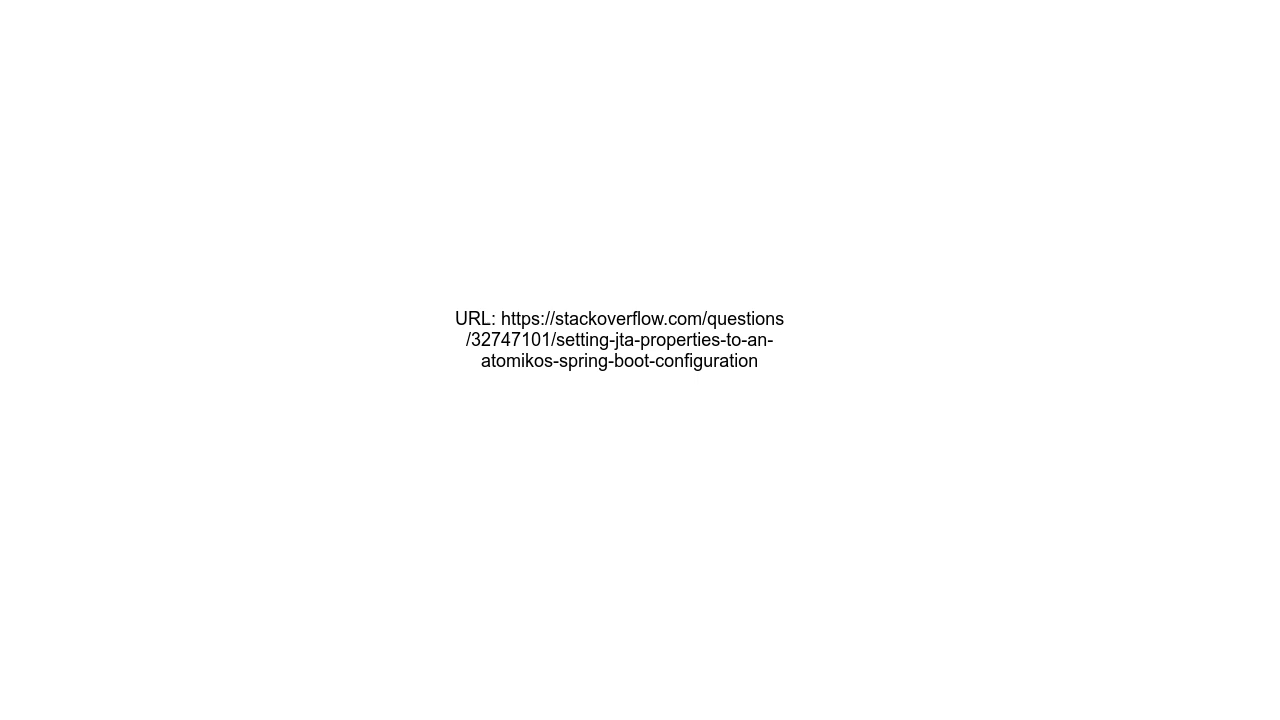 URL: https://stackoverflow.com/questions
/32747101/setting-jta-properties-to-an-
atomikos-spring-boot-configuration